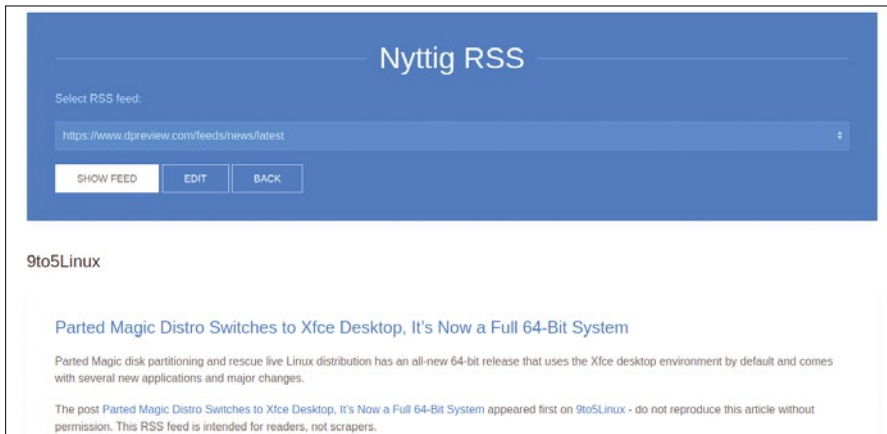 Nyttig RSS
Select RSS feed:
https://www.dpreview.com/feeds/news/latest
SHOW FEED
EDIT
BACK
9to5Linux
Parted Magic Distro Switches to Xfce Desktop, It’s Now a Full 64-Bit System
Parted Magic disk partitioning and rescue live Linux distribution has an all-new 64-bit release that uses the Xfce desktop environment by default and comes
with several new applications and major changes.
The post Parted Magic Distro Switches to Xfce Desktop, It’s Now a Full 64-Bit System appeared first on 9to5Linux - do not reproduce this article without
permission. This RSS feed is intended for readers, not scrapers.